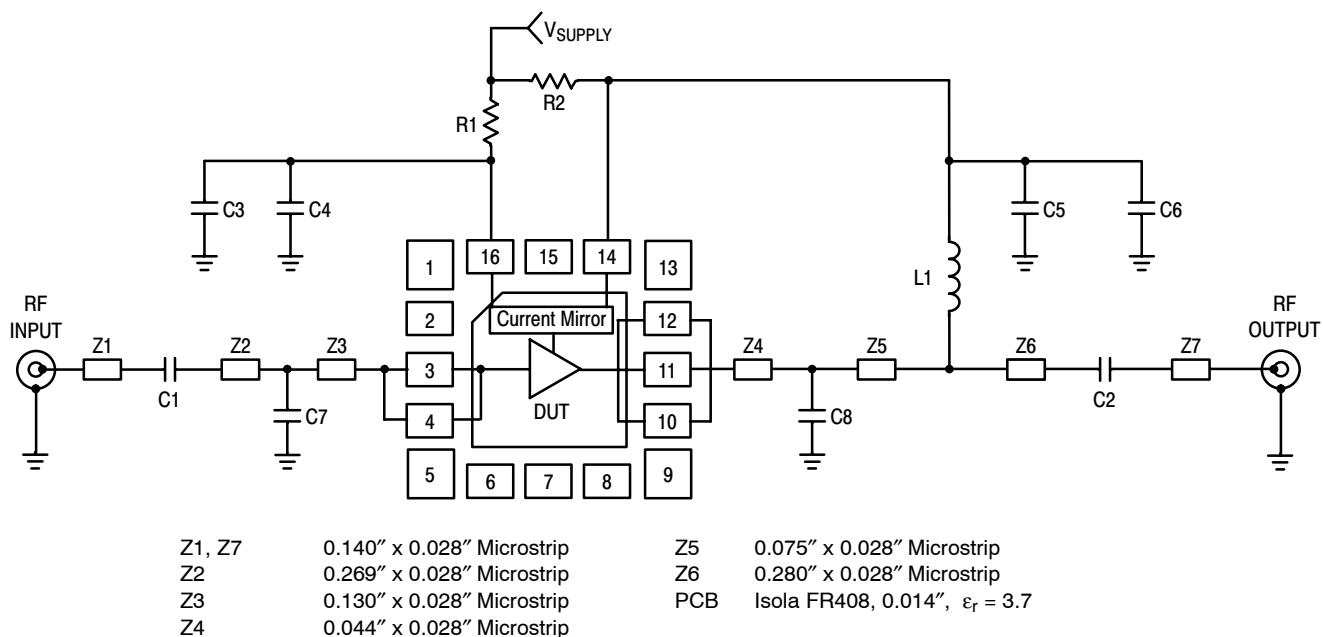 VSUPPLY
R2
R1
C3
C4
C5
C6
16
15
14
1
13
L1
RF
INPUT
RF
OUTPUT
2
Current Mirror
12
Z1
Z2
Z3
3
11
Z4
Z5
Z6
Z7
C1
C7
4
DUT
10
C8
C2
5
6
7
8
9
Z1, Z7 0.140″ x 0.028″ Microstrip
Z2 0.269″ x 0.028″ Microstrip
Z3 0.130″ x 0.028″ Microstrip
Z4 0.044″ x 0.028″ Microstrip
Z5 0.075″ x 0.028″ Microstrip
Z6 0.280″ x 0.028″ Microstrip
PCB Isola FR408, 0.014″, εr = 3.7